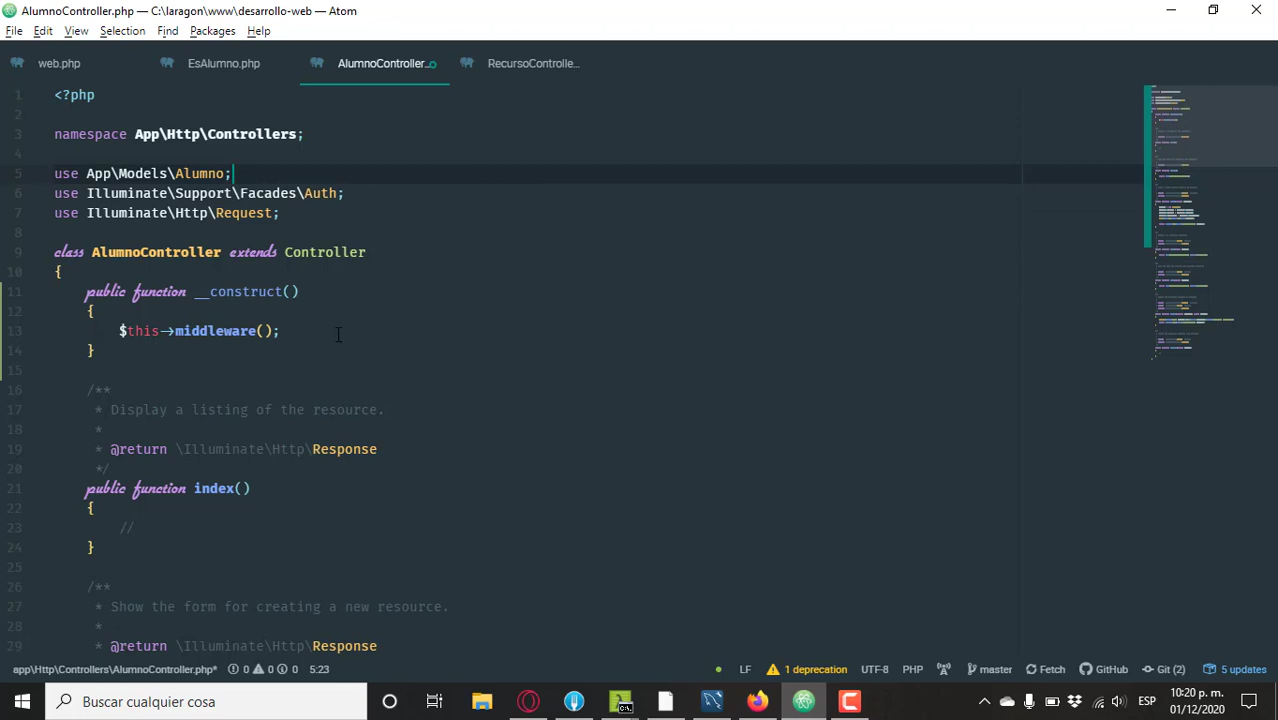 AlumnoController.php — C:\laragon\www\desarrollo-web — Atom
File Edit View Selection Find Packages Help
web.php EsAlumno.php AlumnoController... RecursoControlle...
1 <?php
2
3 namespace App\Http\Controllers;
4
5 use App\Models\Alumno;
6 use Illuminate\Support\Facades\Auth;
7 use Illuminate\Http\Request;
8
9 class AlumnoController extends Controller
10 {
11 public function __construct()
12 {
13 $this->middleware();
14 }
15
16 /**
17 * Display a listing of the resource.
18 *
19 * @return \Illuminate\Http\Response
20 */
21 public function index()
22 {
23 //
24 }
25
26 /**
27 * Show the form for creating a new resource.
28 *
29 * @return \Illuminate\Http\Response
app\Http\Controllers\AlumnoController.php* 0 0 0 5:23 LF 1 deprecation UTF-8 PHP master Fetch GitHub Git (2) 5 updates
Buscar cualquier cosa ESP 10:20 p. m.
01/12/2020